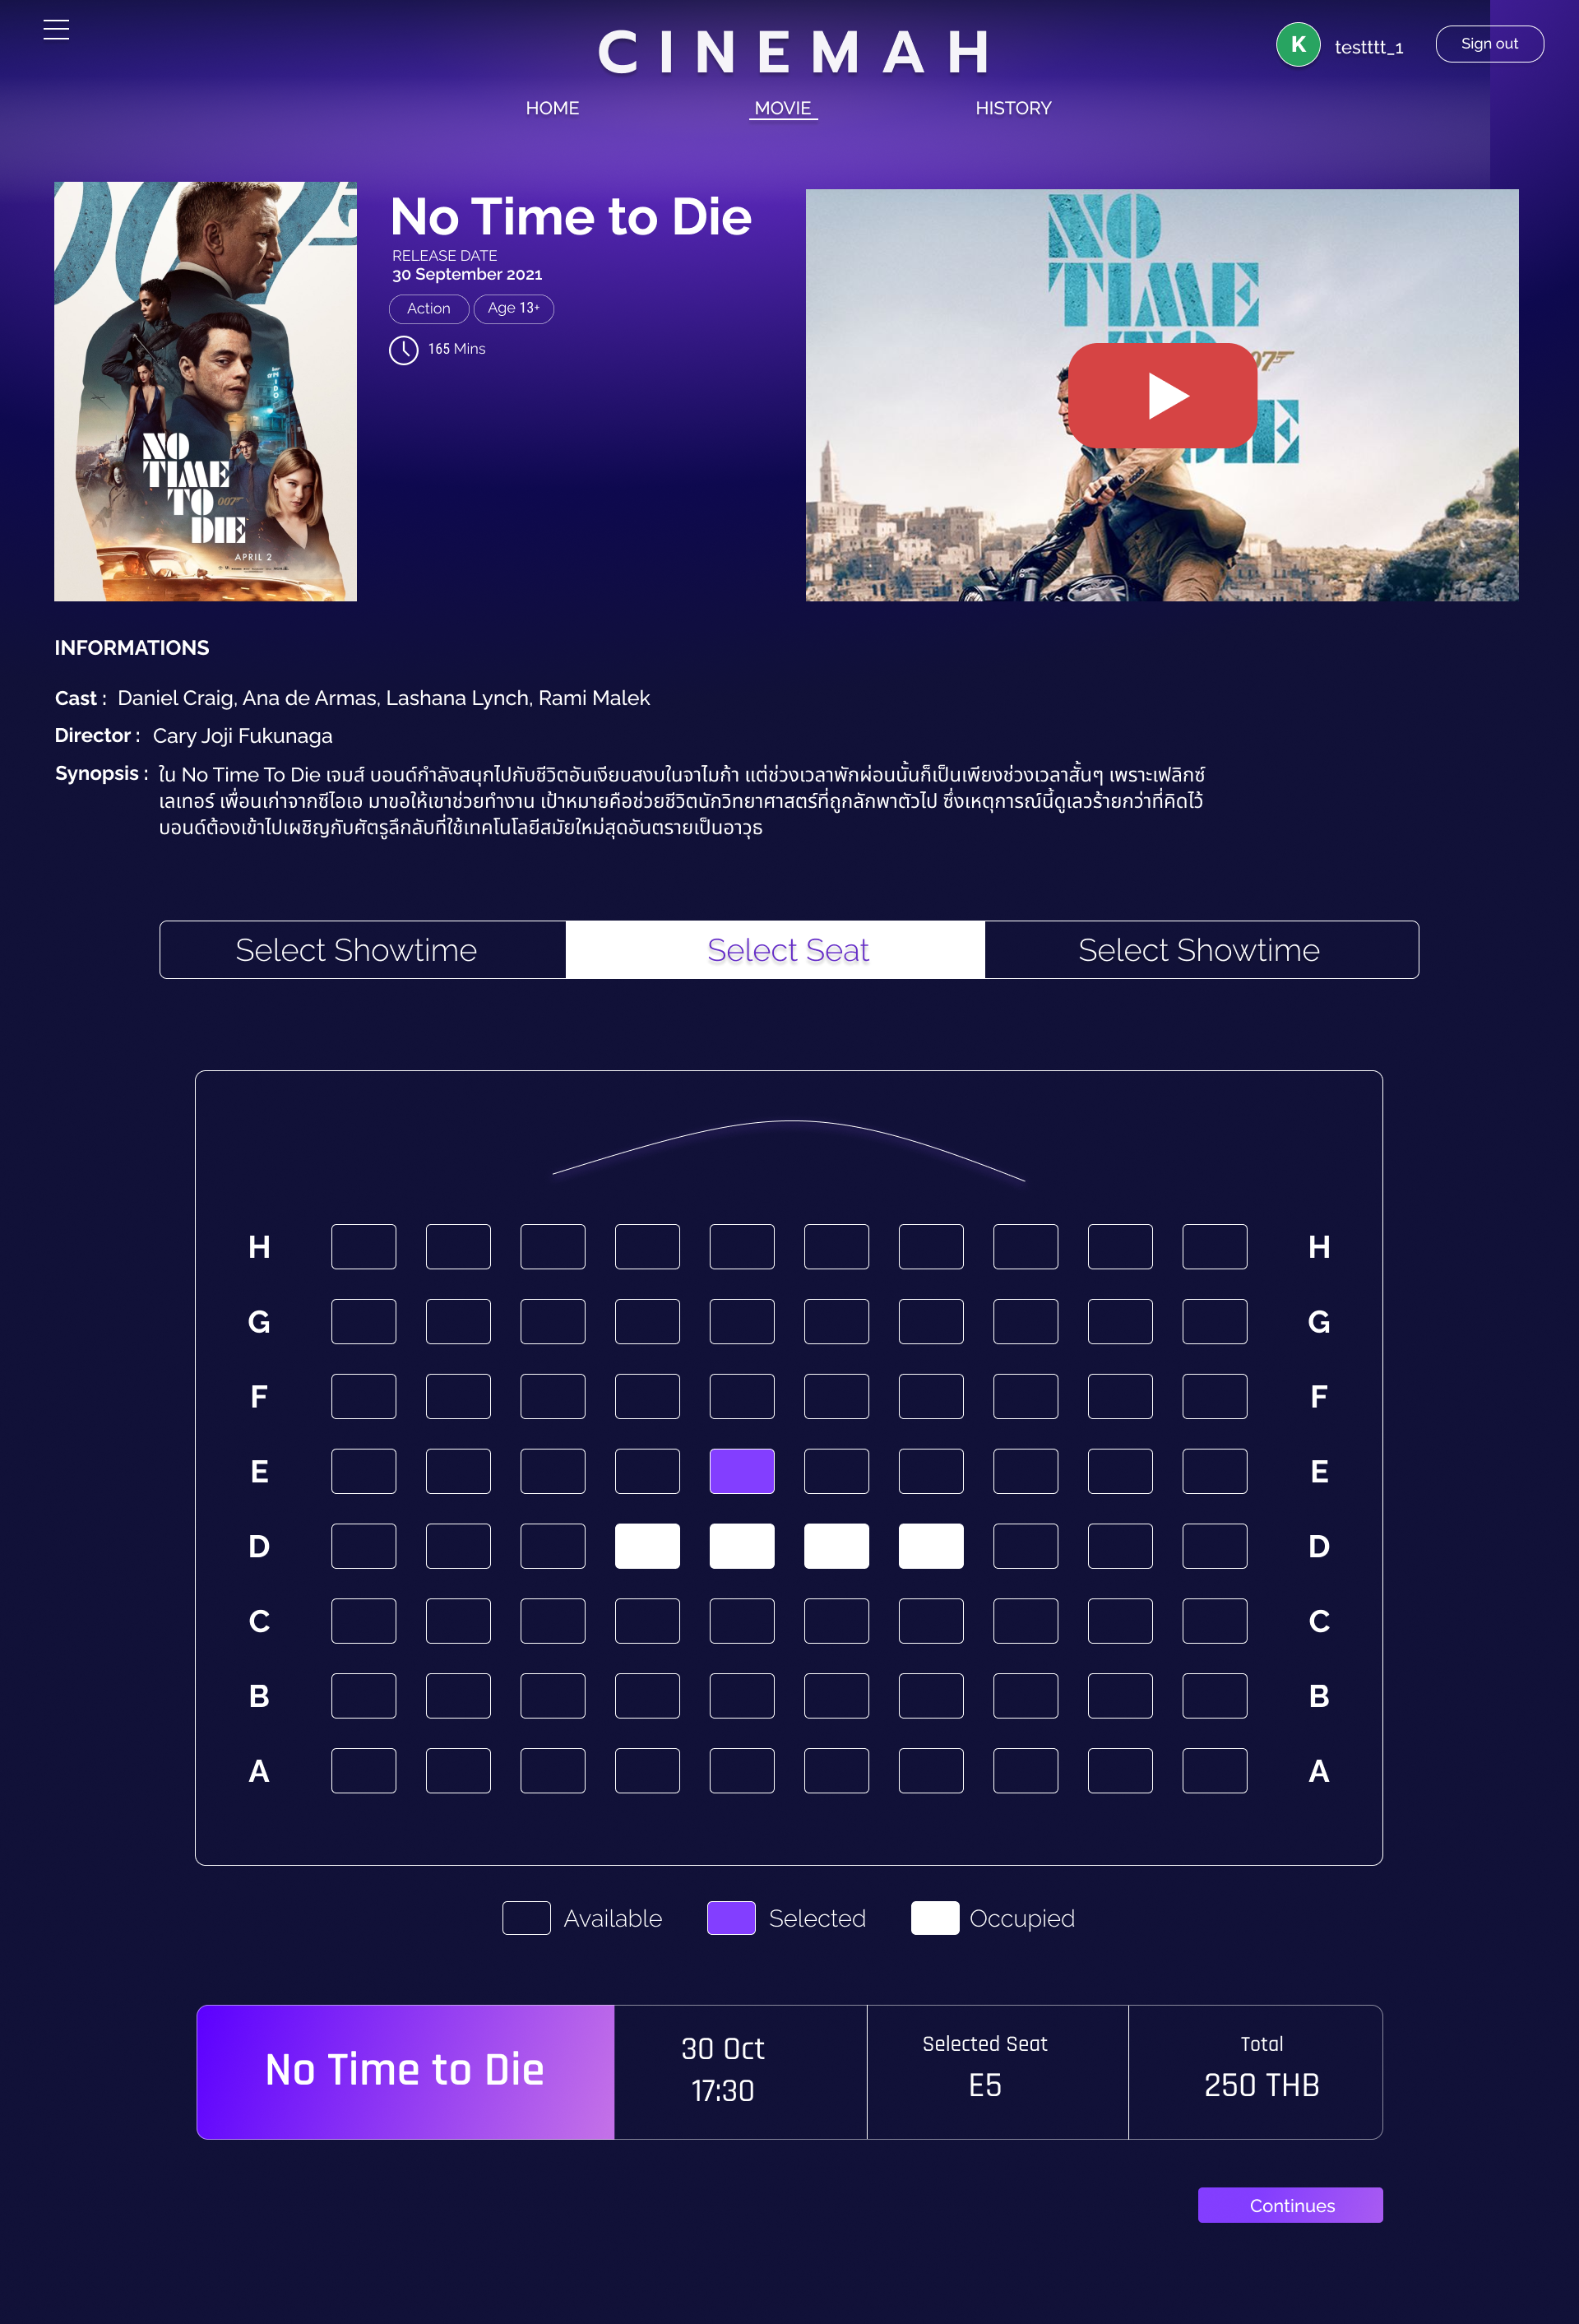 CINEMAH
K
testttt_1
Sign out
HOME
MOVIE
HISTORY
007
NO
TIME
TO
DIE
007
APRIL 2
No Time to Die
RELEASE DATE
30 September 2021
Action
Age 13+
165 Mins
NO
TIME
TO
DIE
07
INFORMATIONS
Cast : Daniel Craig, Ana de Armas, Lashana Lynch, Rami Malek
Director : Cary Joji Fukunaga
Synopsis : ใน No Time To Die เจมส์ บอนด์กำลังสนุกไปกับชีวิตอันเงียบสงบในจาไมก้า แต่ช่วงเวลาพักผ่อนนั้นก็เป็นเพียงช่วงเวลาสั้นๆ เพราะเฟลิกซ์
เลเทอร์ เพื่อนเก่าจากซีไอเอ มาขอให้เขาช่วยทำงาน เป้าหมายคือช่วยชีวิตนักวิทยาศาสตร์ที่ถูกลักพาตัวไป ซึ่งเหตุการณ์นี้ดูเลวร้ายกว่าที่คิดไว้
บอนด์ต้องเข้าไปเผชิญกับศัตรูลึกลับที่ใช้เทคโนโลยีสมัยใหม่สุดอันตรายเป็นอาวุธ
Select Showtime
Select Seat
Select Showtime
H H
G G
F F
E E
D D
C C
B B
A A
Available
Selected
Occupied
No Time to Die
30 Oct
17:30
Selected Seat
E5
Total
250 THB
Continues